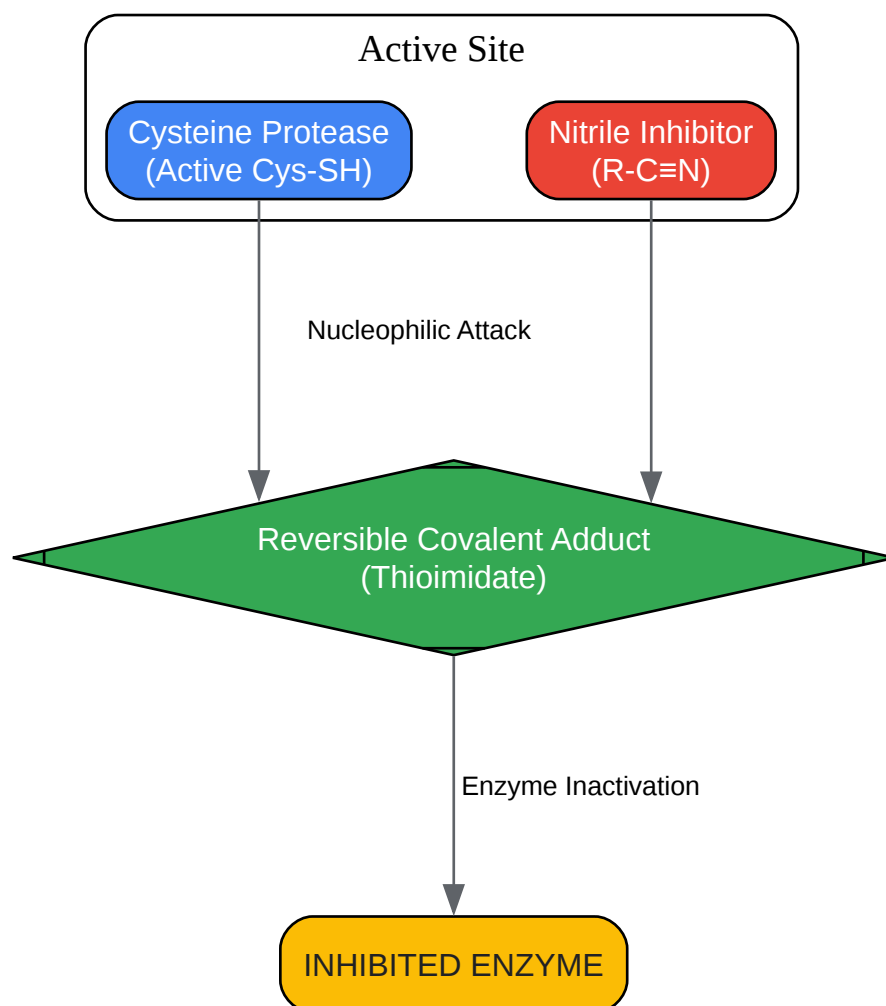 Active Site
Cysteine Protease
(Active Cys-SH)
Nitrile Inhibitor
(R-C≡N)
Nucleophilic Attack
Reversible Covalent Adduct
(Thioimidate)
Enzyme Inactivation
INHIBITED ENZYME